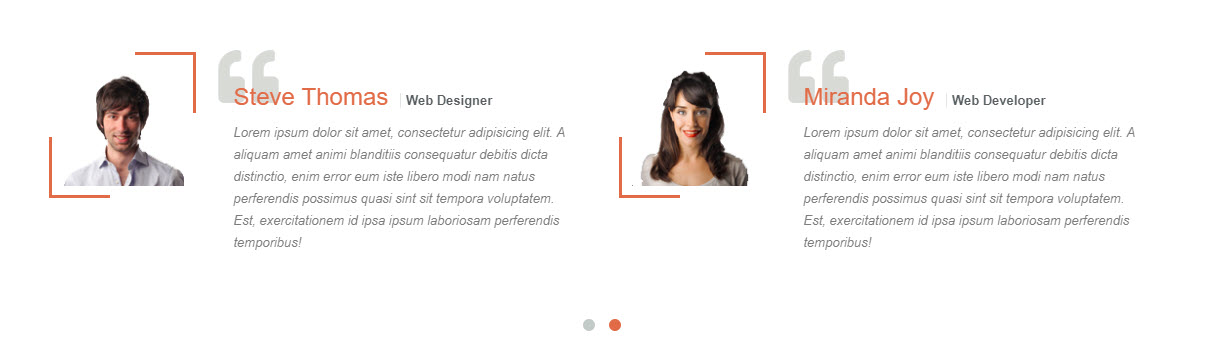 Steve Thomas | Web Designer
Lorem ipsum dolor sit amet, consectetur adipisicing elit. A
aliquam amet animi blanditiis consequatur debitis dicta
distinctio, enim error eum iste libero modi nam natus
perferendis possimus quasi sint sit tempora voluptatem.
Est, exercitationem id ipsa ipsum laboriosam perferendis
temporibus!
Miranda Joy | Web Developer
Lorem ipsum dolor sit amet, consectetur adipisicing elit. A
aliquam amet animi blanditiis consequatur debitis dicta
distinctio, enim error eum iste libero modi nam natus
perferendis possimus quasi sint sit tempora voluptatem.
Est, exercitationem id ipsa ipsum laboriosam perferendis
temporibus!